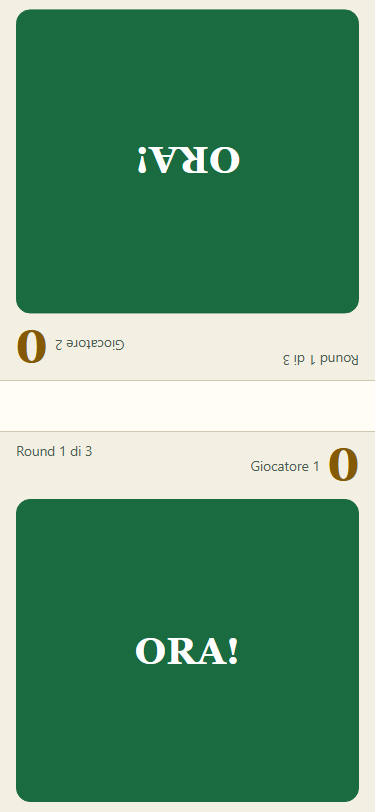 ORA!
0 Giocatore 2
Round 1 di 3
Round 1 di 3
Giocatore 1 0
ORA!